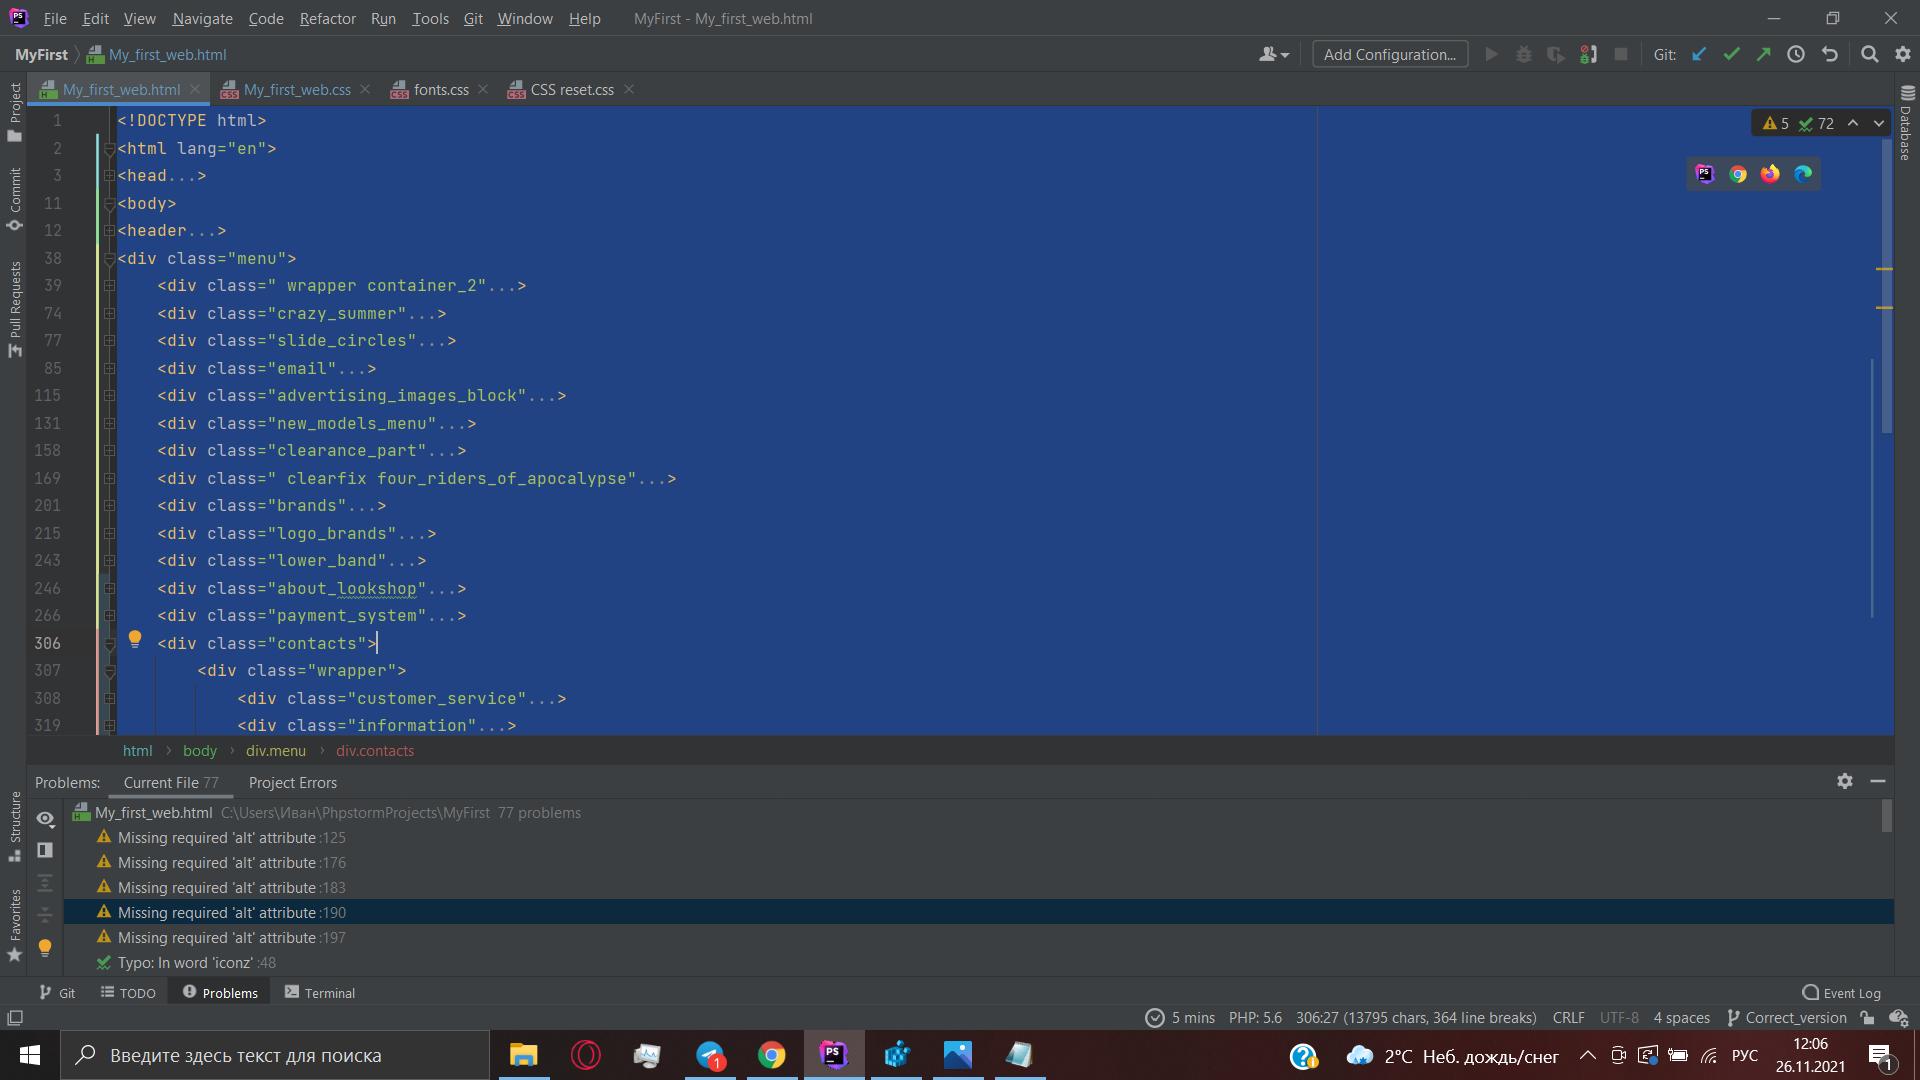 File Edit View Navigate Code Refactor Run Tools Git Window Help MyFirst - My_first_web.html
MyFirst My_first_web.html Add Configuration... Git:
My_first_web.html My_first_web.css fonts.css CSS reset.css
Project
Commit
Pull Requests
Structure
Favorites
Database
5 72
1 <!DOCTYPE html>
2 <html lang="en">
3 <head...>
11 <body>
12 <header...>
38 <div class="menu">
39 <div class=" wrapper container_2"...>
74 <div class="crazy_summer"...>
77 <div class="slide_circles"...>
85 <div class="email"...>
115 <div class="advertising_images_block"...>
131 <div class="new_models_menu"...>
158 <div class="clearance_part"...>
169 <div class=" clearfix four_riders_of_apocalypse"...>
201 <div class="brands"...>
215 <div class="logo_brands"...>
243 <div class="lower_band"...>
246 <div class="about_lookshop"...>
266 <div class="payment_system"...>
306 <div class="contacts">
307 <div class="wrapper">
308 <div class="customer_service"...>
319 <div class="information"...>
html body div.menu div.contacts
Problems: Current File 77 Project Errors
My_first_web.html C:\Users\Иван\PhpstormProjects\MyFirst 77 problems
Missing required 'alt' attribute :125
Missing required 'alt' attribute :176
Missing required 'alt' attribute :183
Missing required 'alt' attribute :190
Missing required 'alt' attribute :197
Typo: In word 'iconz' :48
Git TODO Problems Terminal Event Log
5 mins PHP: 5.6 306:27 (13795 chars, 364 line breaks) CRLF UTF-8 4 spaces Correct_version
Введите здесь текст для поиска 1 PS 2°C Неб. дождь/снег РУС 12:06
26.11.2021 1